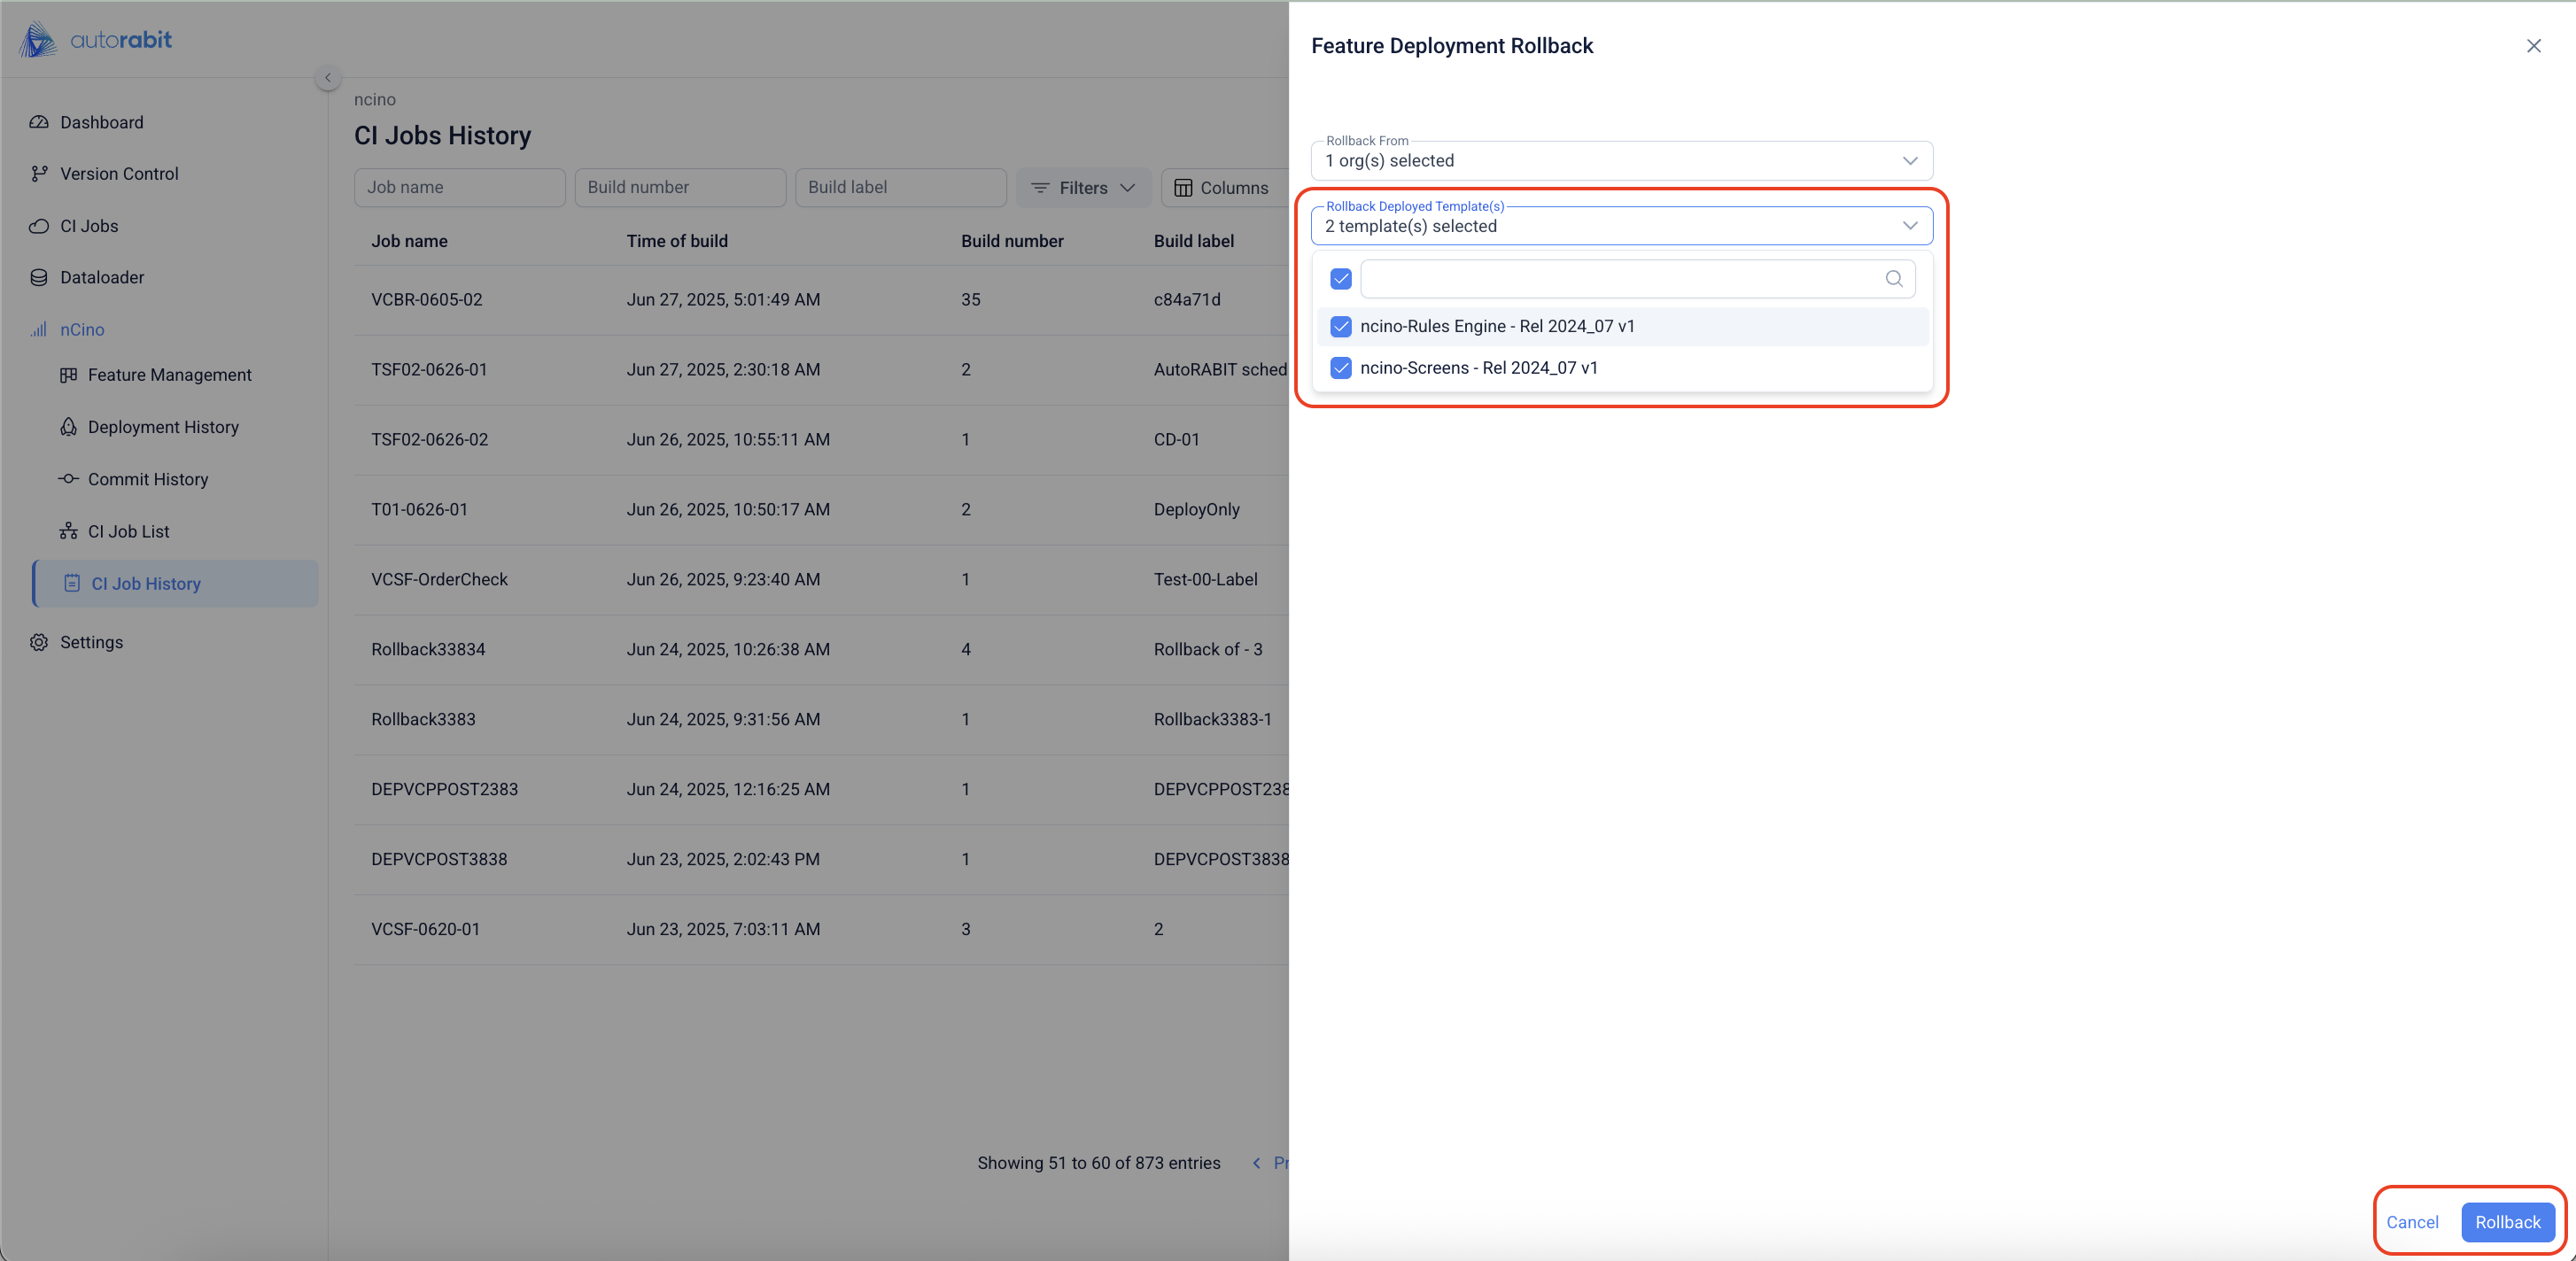 autorabit
Dashboard
Version Control
CI Jobs
Dataloader
nCino
Feature Management
Deployment History
Commit History
CI Job List
CI Job History
Settings
ncino
CI Jobs History
Job name
Build number
Build label
Filters
Columns
Job name Time of build Build number Build label
VCBR-0605-02 Jun 27, 2025, 5:01:49 AM 35 c84a71d
TSF02-0626-01 Jun 27, 2025, 2:30:18 AM 2 AutoRABIT sched
TSF02-0626-02 Jun 26, 2025, 10:55:11 AM 1 CD-01
T01-0626-01 Jun 26, 2025, 10:50:17 AM 2 DeployOnly
VCSF-OrderCheck Jun 26, 2025, 9:23:40 AM 1 Test-00-Label
Rollback33834 Jun 24, 2025, 10:26:38 AM 4 Rollback of - 3
Rollback3383 Jun 24, 2025, 9:31:56 AM 1 Rollback3383-1
DEPVCPPOST2383 Jun 24, 2025, 12:16:25 AM 1 DEPVCPPOST238
DEPVCPOST3838 Jun 23, 2025, 2:02:43 PM 1 DEPVCPOST3838
VCSF-0620-01 Jun 23, 2025, 7:03:11 AM 3 2
Showing 51 to 60 of 873 entries
Pr
Feature Deployment Rollback
Rollback From
1 org(s) selected
Rollback Deployed Template(s)
2 template(s) selected
ncino-Rules Engine - Rel 2024_07 v1
ncino-Screens - Rel 2024_07 v1
Cancel
Rollback